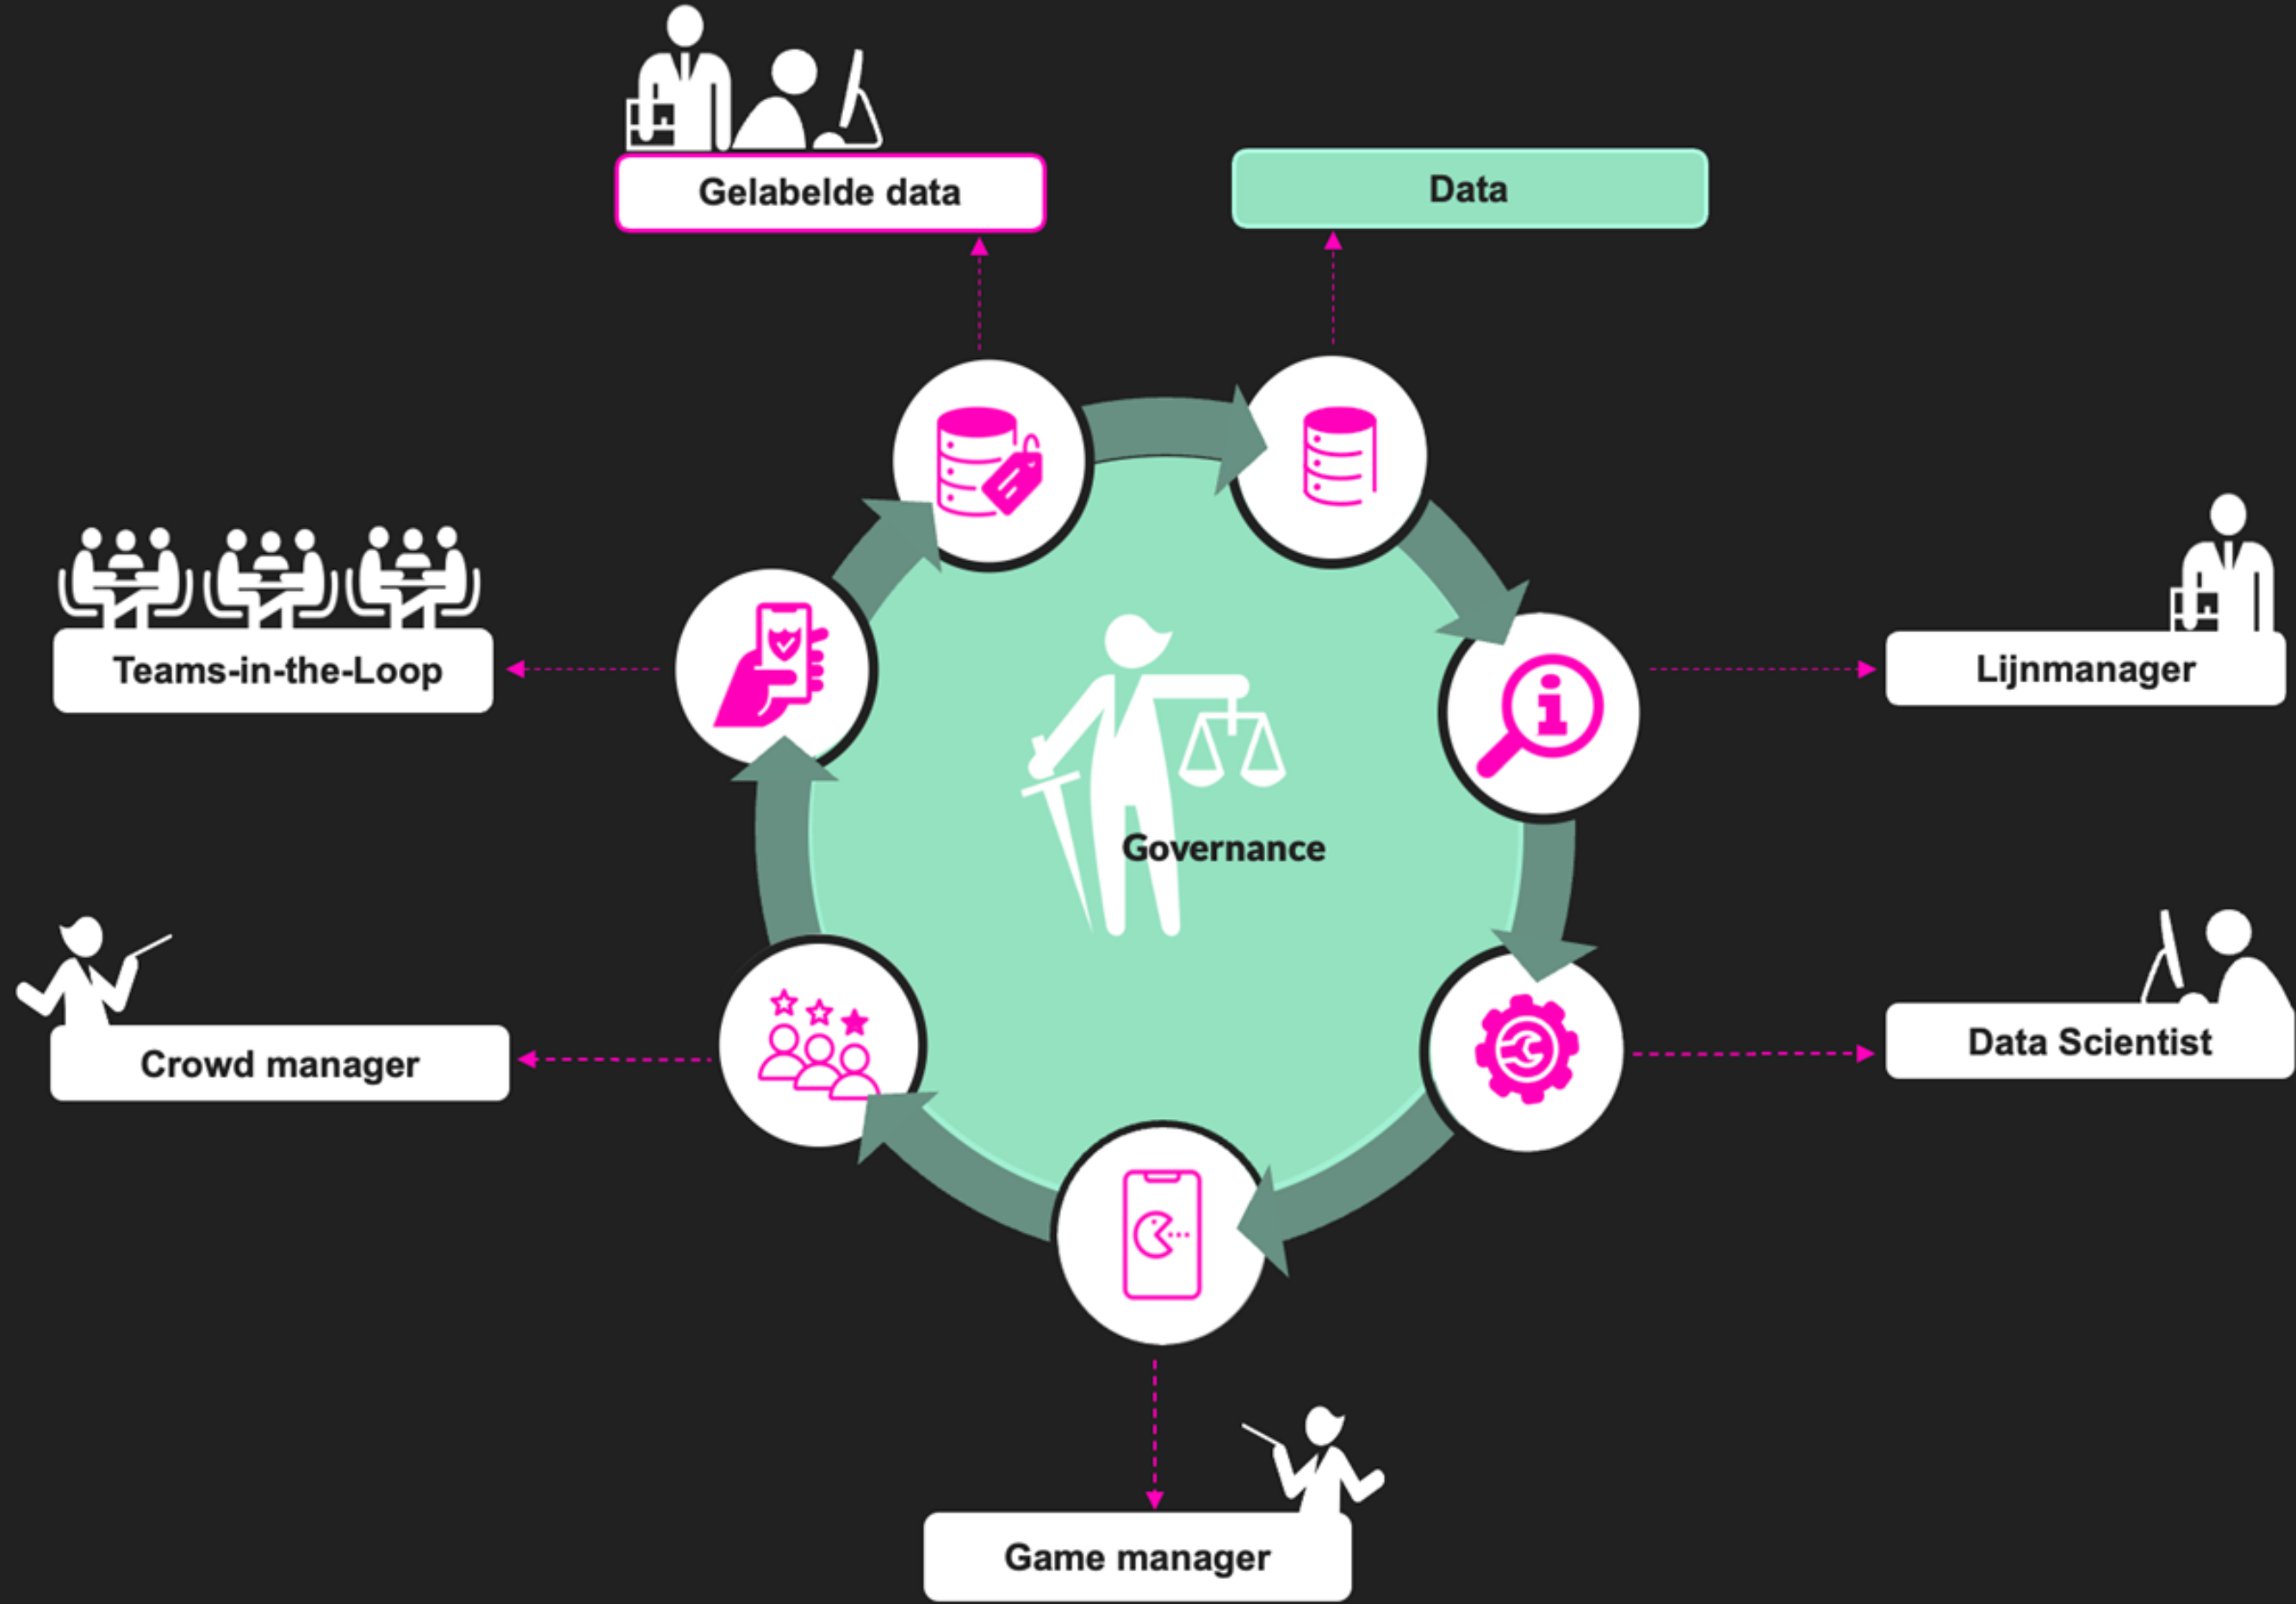 Gelabelde data
Data
Teams-in-the-Loop
Lijnmanager
Governance
Crowd manager
Data Scientist
Game manager